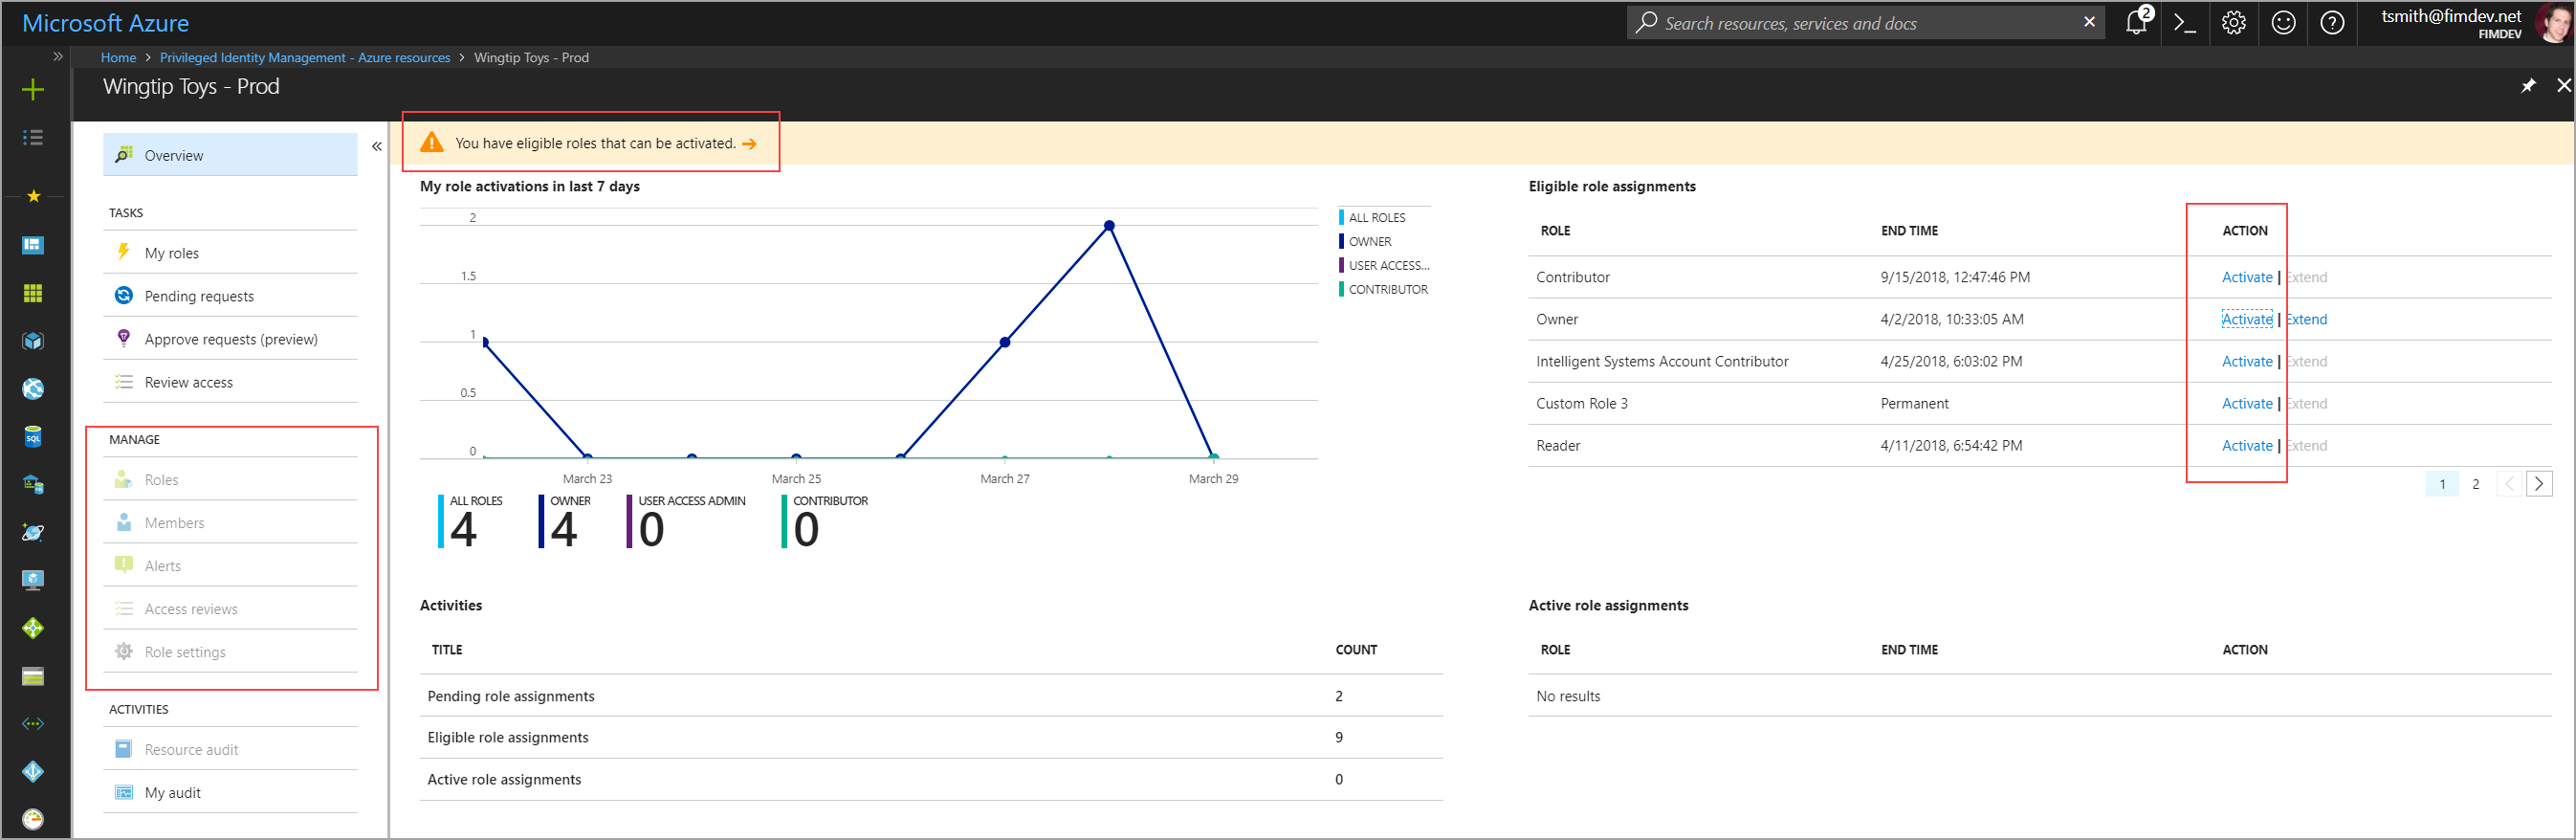 Microsoft Azure
Search resources, services and docs
2
tsmith@fimdev.net
FIMDEV
Home > Privileged Identity Management - Azure resources > Wingtip Toys - Prod
Wingtip Toys - Prod
Overview
TASKS
My roles
Pending requests
Approve requests (preview)
Review access
MANAGE
Roles
Members
Alerts
Access reviews
Role settings
ACTIVITIES
Resource audit
My audit
You have eligible roles that can be activated.
My role activations in last 7 days
2
1.5
1
0.5
0
March 23 March 25 March 27 March 29
ALL ROLES
OWNER
USER ACCESS...
CONTRIBUTOR
ALL ROLES OWNER USER ACCESS ADMIN CONTRIBUTOR
4 4 0 0
Eligible role assignments
ROLE END TIME ACTION
Contributor 9/15/2018, 12:47:46 PM Activate | Extend
Owner 4/2/2018, 10:33:05 AM Activate | Extend
Intelligent Systems Account Contributor 4/25/2018, 6:03:02 PM Activate | Extend
Custom Role 3 Permanent Activate | Extend
Reader 4/11/2018, 6:54:42 PM Activate | Extend
1 2
Activities
TITLE COUNT
Pending role assignments 2
Eligible role assignments 9
Active role assignments 0
Active role assignments
ROLE END TIME ACTION
No results
SQL